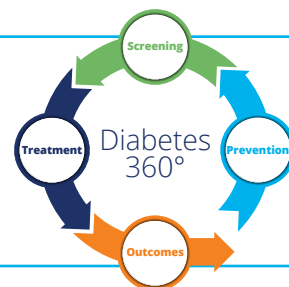 Screening
Treatment
Diabetes
360°
Prevention
Outcomes